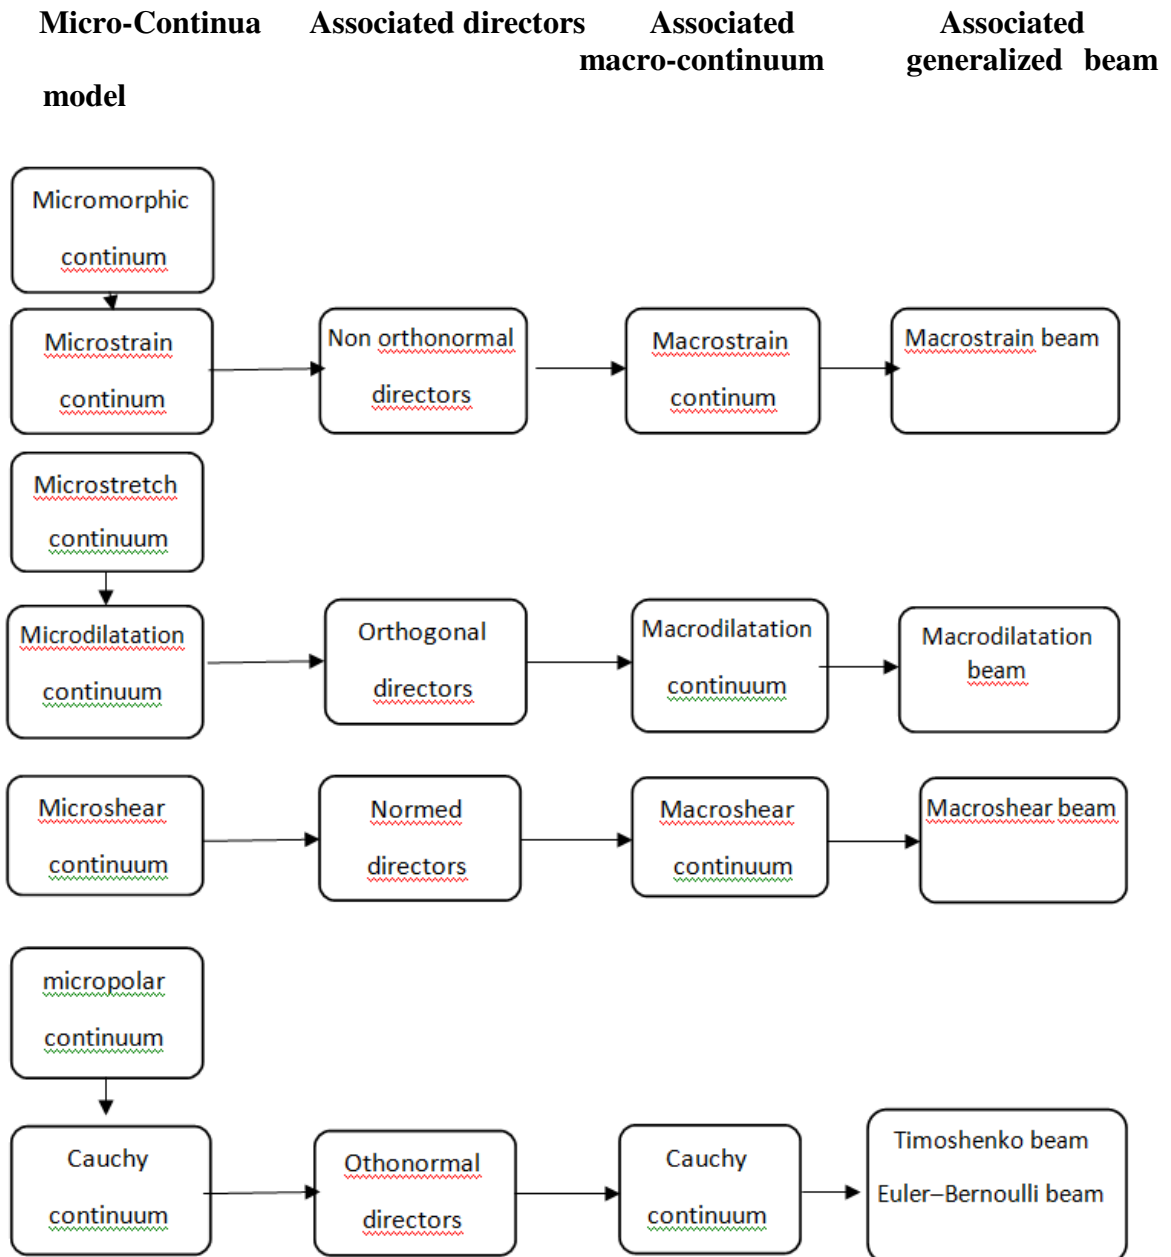 Micro-Continua Associated directors Associated Associated
macro-continuum generalized beam
model
Micromorphic
continum
Microstrain
continum
Non orthonormal
directors
Macrostrain
continum
Macrostrain beam
Microstretch
continuum
Microdilatation
continuum
Orthogonal
directors
Macrodilatation
continuum
Macrodilatation
beam
Microshear
continuum
Normed
directors
Macroshear
continuum
Macroshear beam
micropolar
continuum
Cauchy
continuum
Othonormal
directors
Cauchy
continuum
Timoshenko beam
Euler–Bernoulli beam